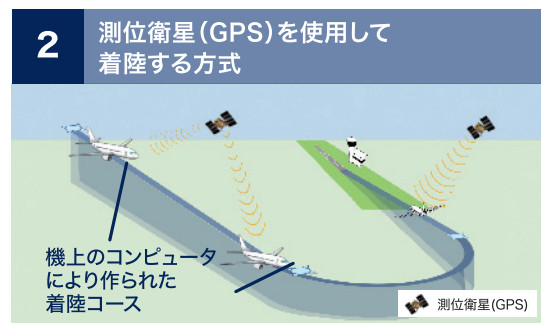 2
測位衛星(GPS)を使用して
着陸する方式
機上のコンピュータ
により作られた
着陸コース
測位衛星(GPS)